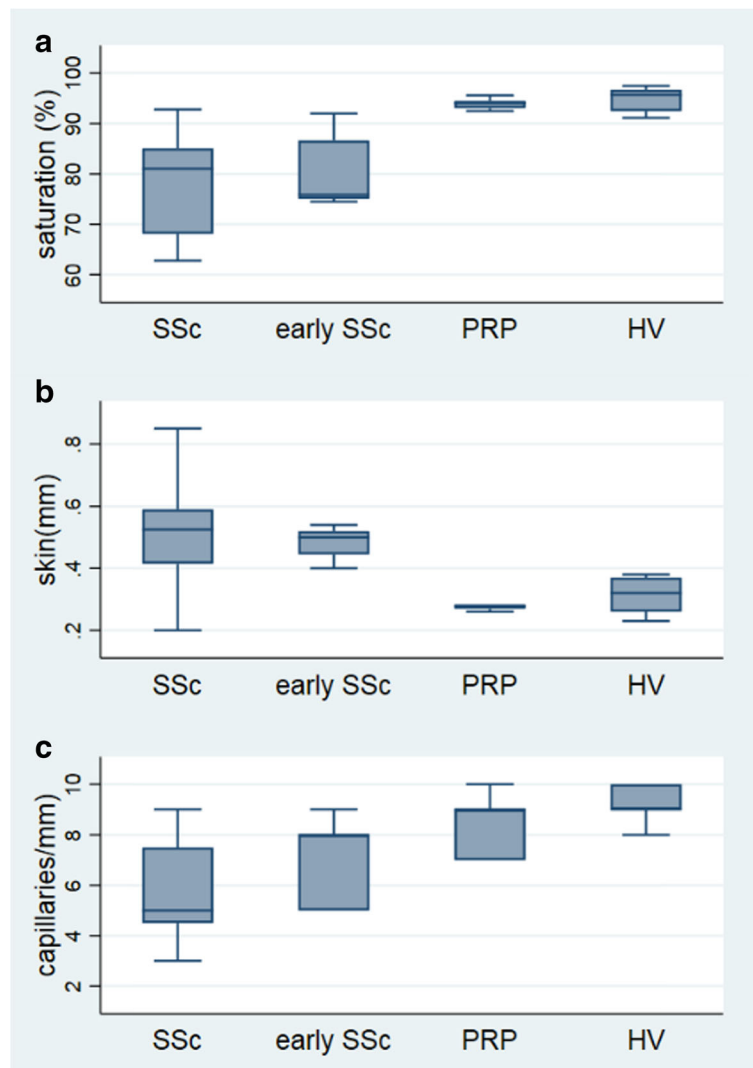 a
saturation (%)
100
90
80
70
60
SSc early SSc PRP HV
b
skin(mm)
.8
.6
.4
.2
SSc early SSc PRP HV
c
capillaries/mm)
10
8
6
4
2
SSc early SSc PRP HV